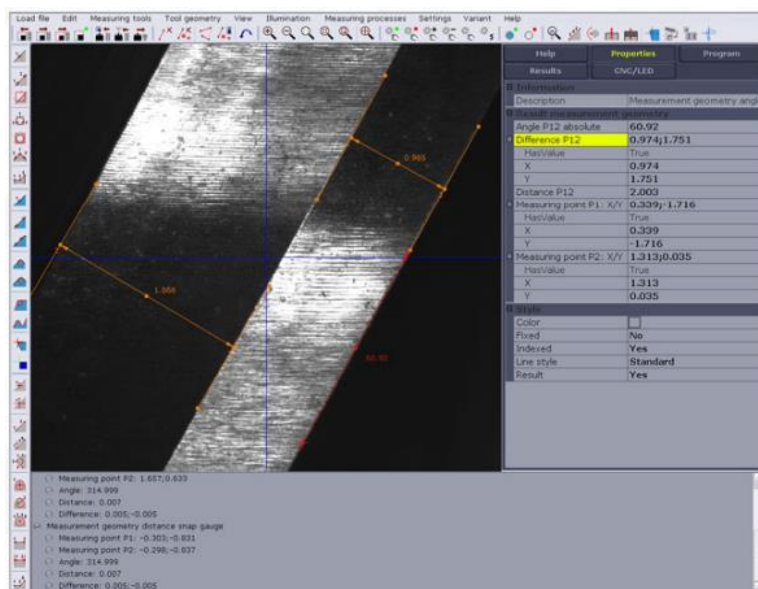 Load file Edit Measuring tools Tool geometry View Illumination Measuring processes Settings Variant Help
Help Properties Program
Results CNC/LED
Information
Description Measurement geometry angle
Result measurement geometry
Angle P12 absolute 60.92
Difference P12 0.974;1.751
HasValue True
X 0.974
Y 1.751
Distance P12 2.003
Measuring point P1: X/Y 0.339;-1.716
HasValue True
X 0.339
Y -1.716
Measuring point P2: X/Y 1.313;0.035
HasValue True
X 1.313
Y 0.035
Style
Color
Fixed No
Indexed Yes
Line style Standard
Result Yes
0.965
60.92
Measuring point P2: 1.667;0.633
Angle: 314.999
Distance: 0.007
Difference: 0.005;-0.005
Measurement geometry distance snap gauge
Measuring point P1: -0.303;-0.831
Measuring point P2: -0.298;-0.837
Angle: 314.999
Distance: 0.007
Difference: 0.005;-0.005